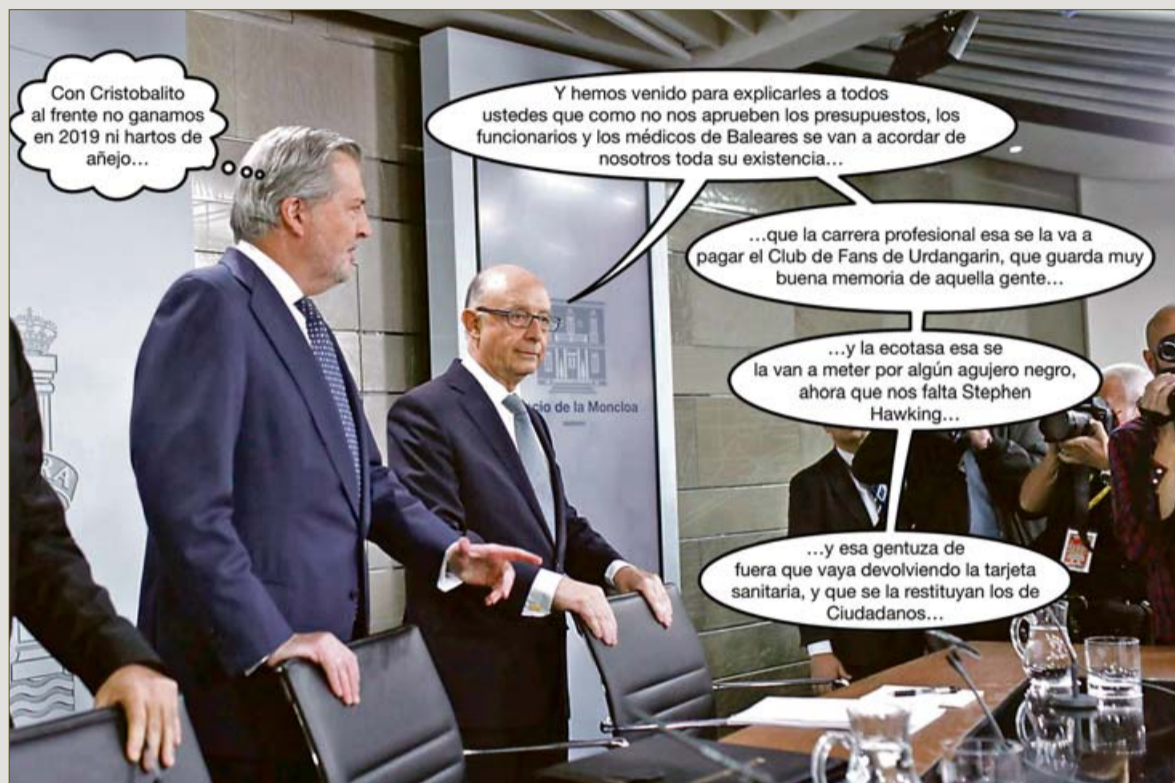 Con Cristobalito
al frente no ganamos
en 2019 ni hartos de
añejo…
Y hemos venido para explicarles a todos
ustedes que como no nos aprueben los presupuestos, los
funcionarios y los médicos de Baleares se van a acordar de
nosotros toda su existencia…
…que la carrera profesional esa se la va a
pagar el Club de Fans de Urdangarin, que guarda muy
buena memoria de aquella gente…
…y la ecotasa esa se
la van a meter por algún agujero negro,
ahora que nos falta Stephen
Hawking…
…y esa gentuza de
fuera que vaya devolviendo la tarjeta
sanitaria, y que se la restituyan los de
Ciudadanos…
de la Moncloa